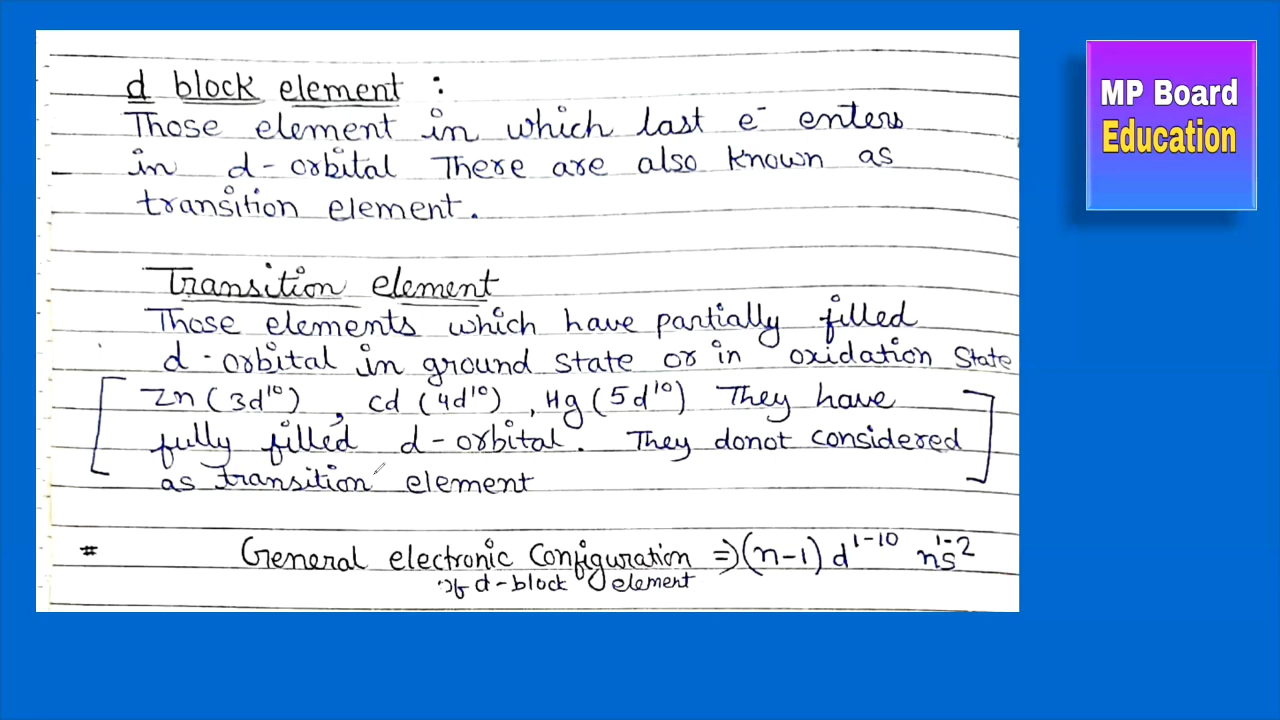 d block element :
Those element in which last e⁻ enters
in d-orbital There are also known as
transition element.
Transition element
Those elements which have partially filled
d-orbital in ground state or in oxidation state
[ Zn (3d¹⁰) , cd (4d¹⁰) , Hg (5d¹⁰) They have
fully filled d-orbital. They donot considered
as transition element ]
# General electronic Configuration ⇒ (n-1) d¹⁻¹⁰ ns¹⁻²
of d-block element
MP Board
Education